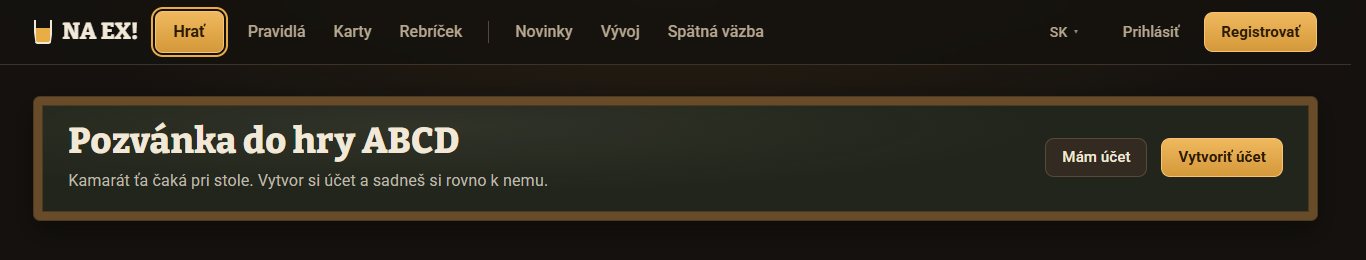 NA EX! Hrať Pravidlá Karty Rebríček Novinky Vývoj Spätná väzba SK Prihlásiť Registrovať
Pozvánka do hry ABCD
Kamarát ťa čaká pri stole. Vytvor si účet a sadneš si rovno k nemu.
Mám účet Vytvoriť účet